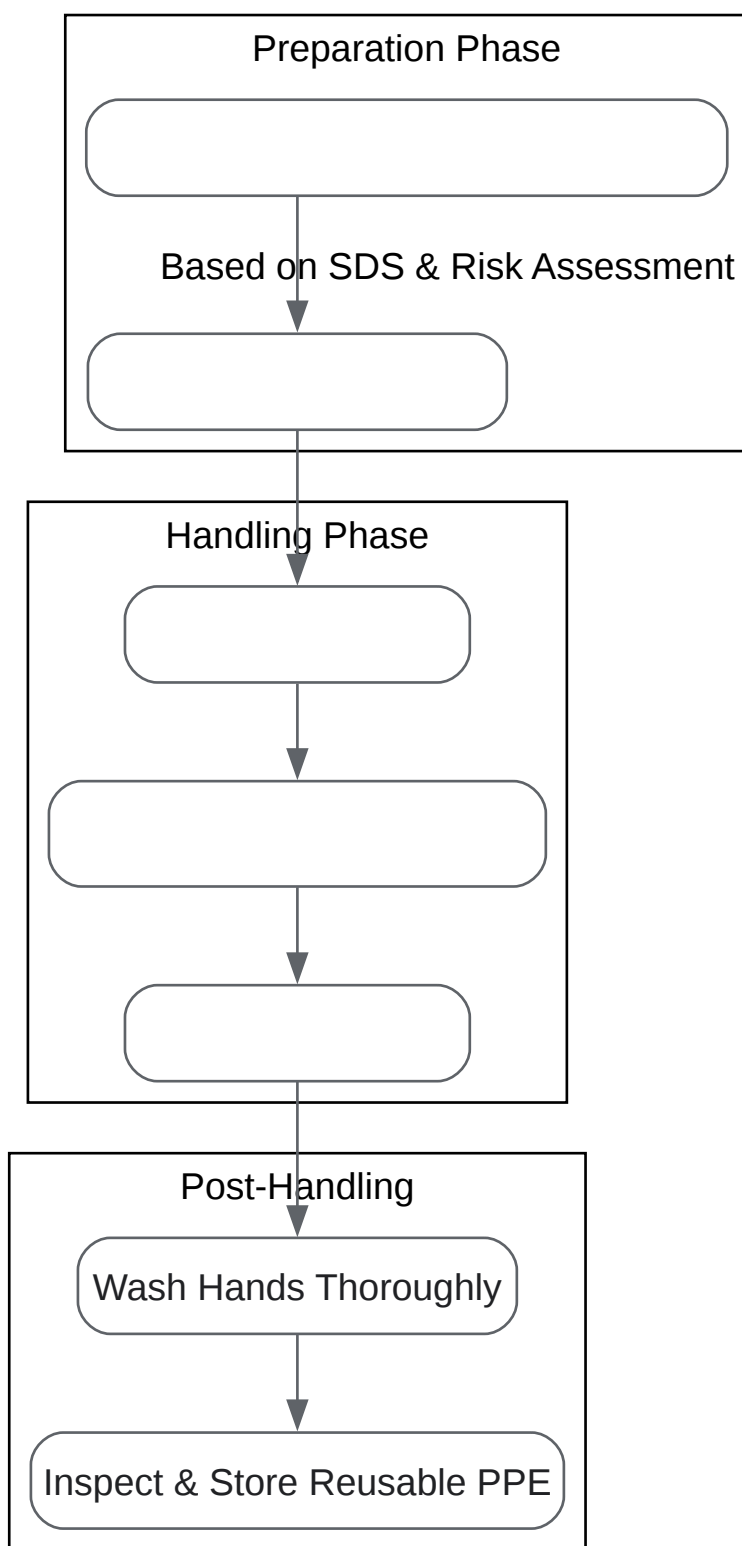 Preparation Phase
Based on SDS & Risk Assessment
Handling Phase
Post-Handling
Wash Hands Thoroughly
Inspect & Store Reusable PPE